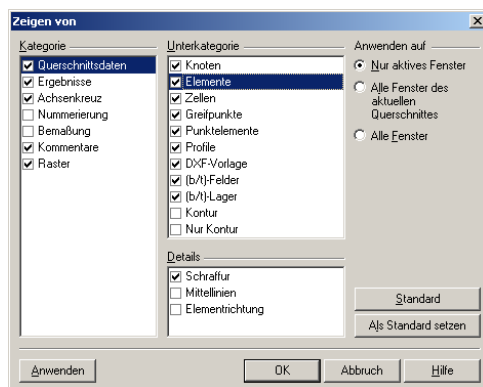 Zeigen von
Kategorie
Querschnittsdaten
Ergebnisse
Achsenkreuz
Nummerierung
Bemaßung
Kommentare
Raster
Unterkategorie
Knoten
Elemente
Zellen
Greifpunkte
Punktelemente
Profile
DXF-Vorlage
(b/t)-Felder
(b/t)-Lager
Kontur
Nur Kontur
Details
Schraffur
Mittellinien
Elementrichtung
Anwenden auf
Nur aktives Fenster
Alle Fenster des
aktuellen
Querschnittes
Alle Fenster
Standard
Als Standard setzen
Anwenden
OK
Abbruch
Hilfe